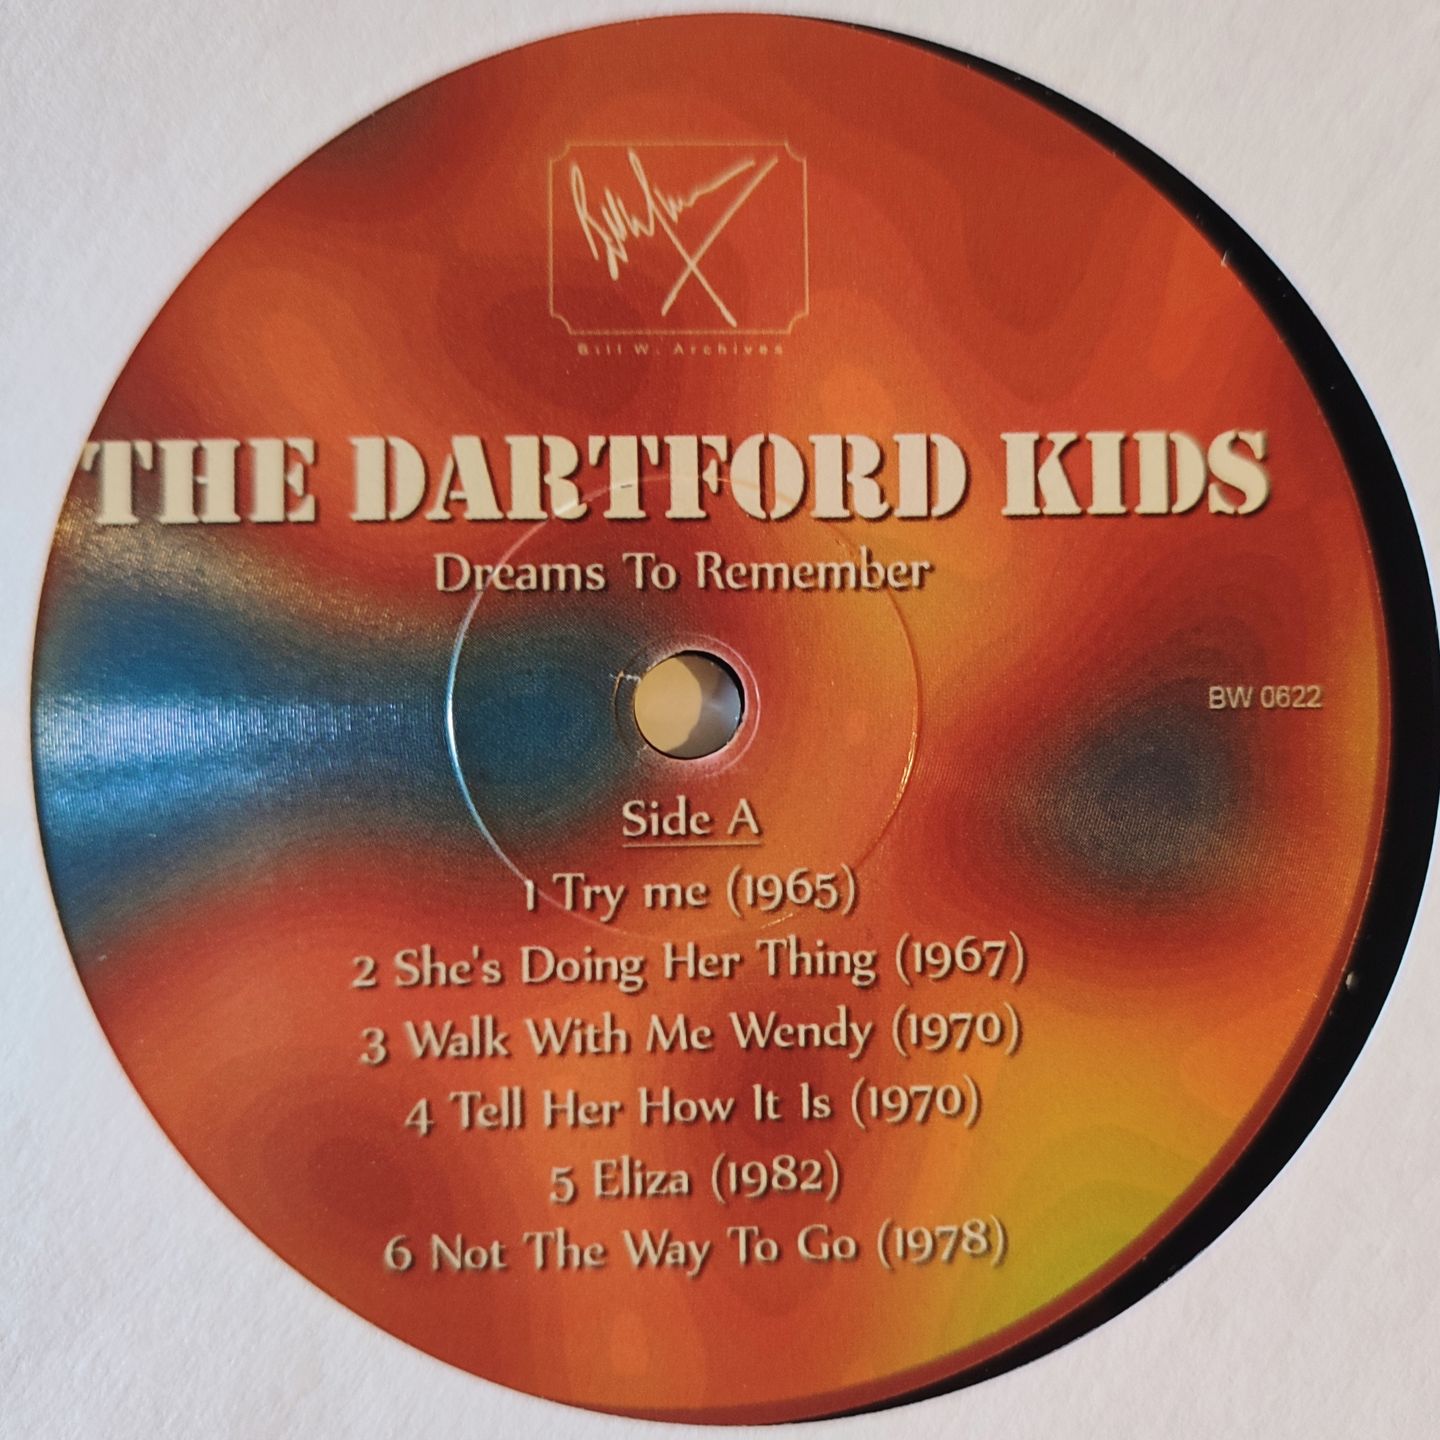 Bill W. Archives
THE DARTFORD KIDS
Dreams To Remember
BW 0622
Side A
1 Try me (1965)
2 She's Doing Her Thing (1967)
3 Walk With Me Wendy (1970)
4 Tell Her How It Is (1970)
5 Eliza (1982)
6 Not The Way To Go (1978)